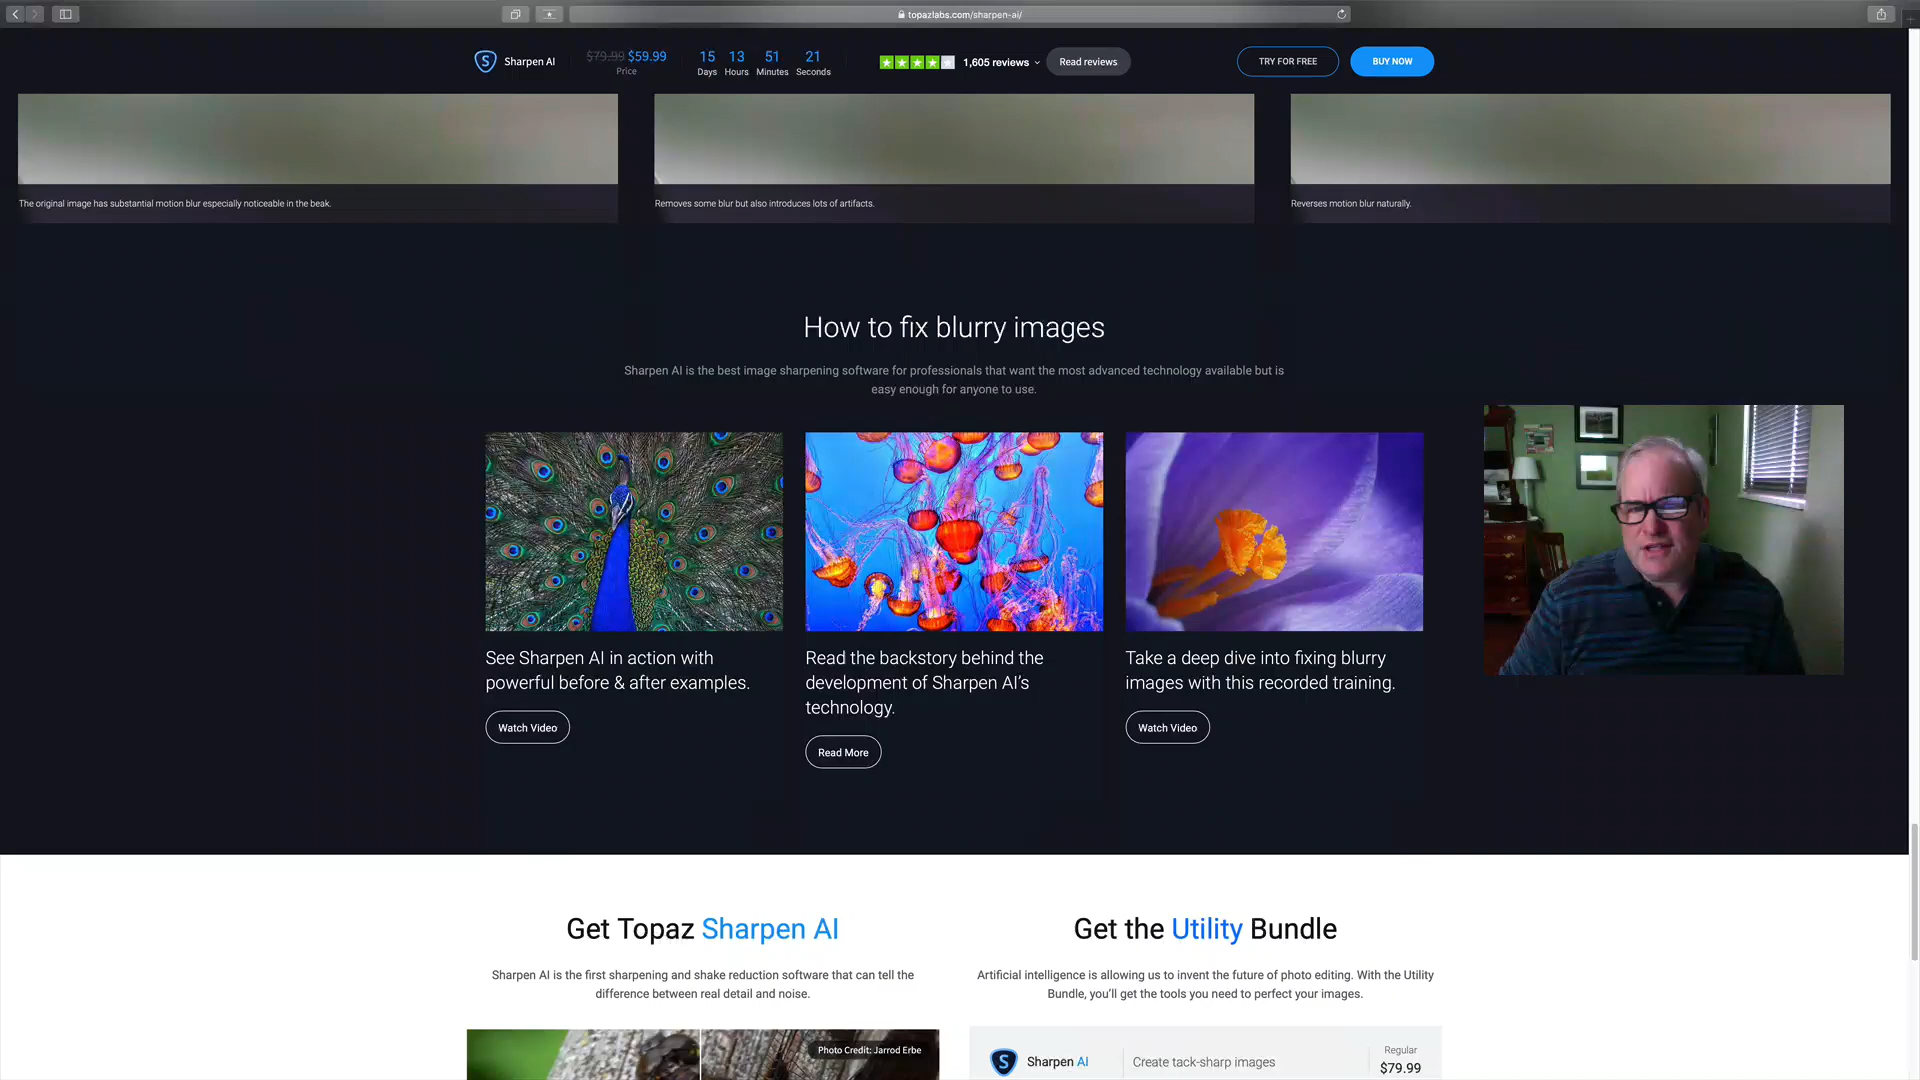 topazlabs.com/sharpen-ai/
Sharpen AI
$79.99 $59.99
Price
15 13 51 21
Days Hours Minutes Seconds
1,605 reviews
Read reviews
TRY FOR FREE
BUY NOW
The original image has substantial motion blur especially noticeable in the beak.
Removes some blur but also introduces lots of artifacts.
Reverses motion blur naturally.
How to fix blurry images
Sharpen AI is the best image sharpening software for professionals that want the most advanced technology available but is
easy enough for anyone to use.
See Sharpen AI in action with
powerful before & after examples.
Watch Video
Read the backstory behind the
development of Sharpen AI’s
technology.
Read More
Take a deep dive into fixing blurry
images with this recorded training.
Watch Video
Get Topaz Sharpen AI
Sharpen AI is the first sharpening and shake reduction software that can tell the
difference between real detail and noise.
Photo Credit: Jarrod Erbe
Get the Utility Bundle
Artificial intelligence is allowing us to invent the future of photo editing. With the Utility
Bundle, you’ll get the tools you need to perfect your images.
Sharpen AI
Create tack-sharp images
Regular
$79.99